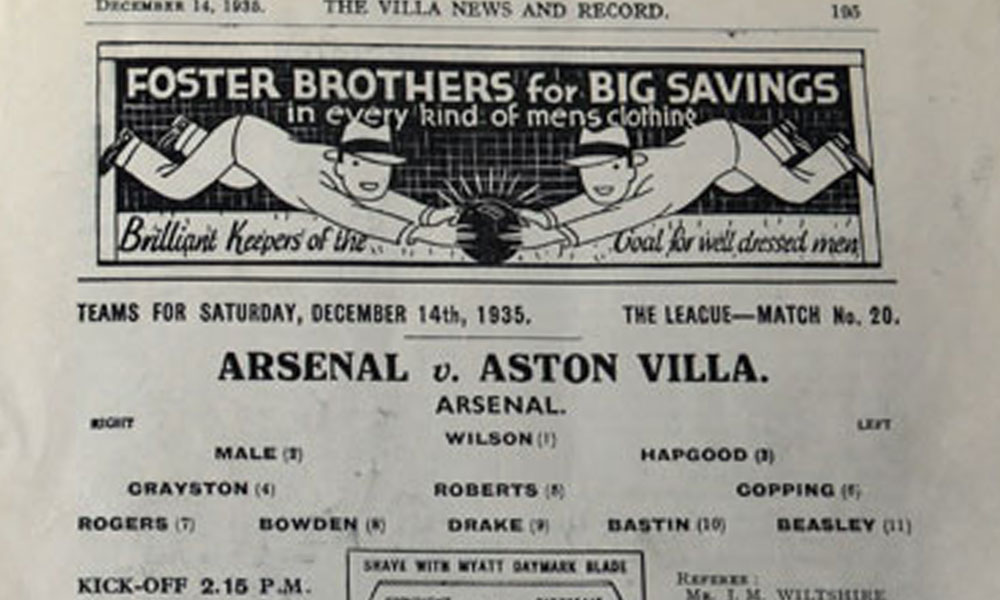 DECEMBER 14, 1935. THE VILLA NEWS AND RECORD. 195
FOSTER BROTHERS for BIG SAVINGS
in every kind of mens clothing
Brilliant Keepers of the.. Goal for well dressed men
TEAMS FOR SATURDAY, DECEMBER 14th, 1935. THE LEAGUE—MATCH No. 20.
ARSENAL v. ASTON VILLA.
ARSENAL.
RIGHT LEFT
WILSON (1)
MALE (2) HAPGOOD (3)
CRAYSTON (4) ROBERTS (5) COPPING (6)
ROGERS (7) BOWDEN (8) DRAKE (9) BASTIN (10) BEASLEY (11)
SHAVE WITH MYATT DAYMARK BLADE
KICK-OFF 2.15 P.M.
REFEREE:
MR. J. M. WILTSHIRE